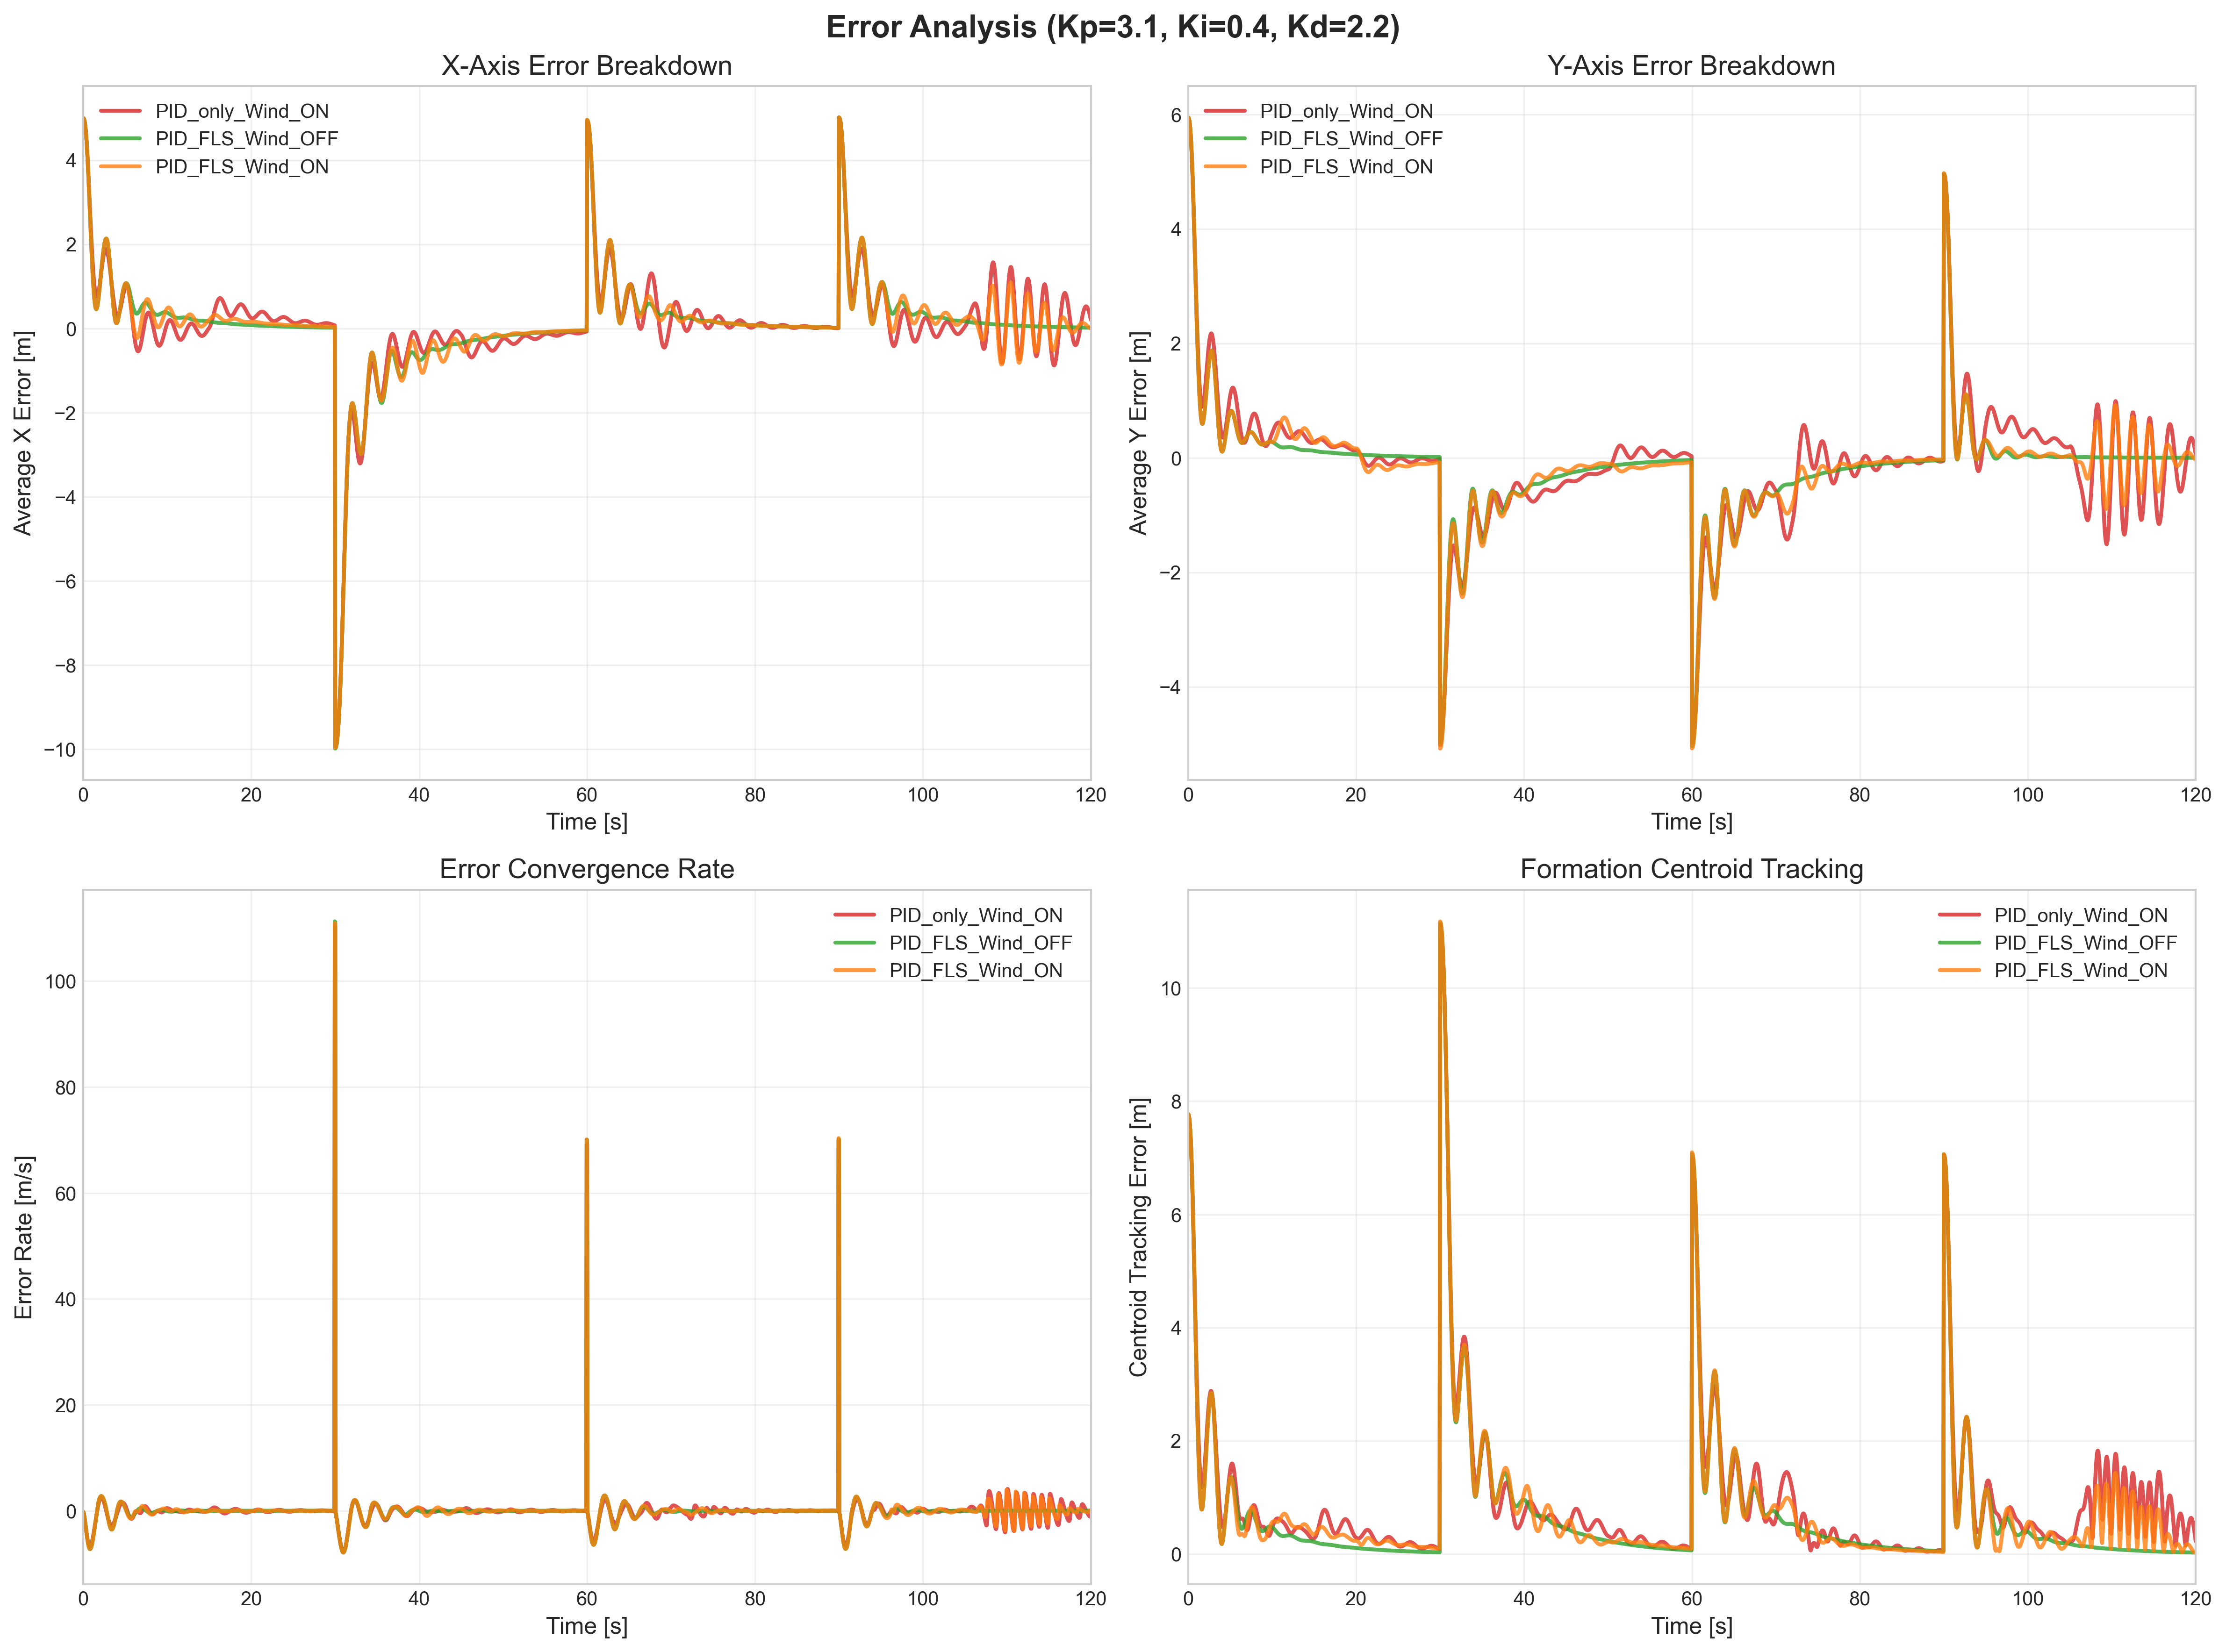 Error Analysis (Kp=3.1, Ki=0.4, Kd=2.2)
X-Axis Error Breakdown
PID_only_Wind_ON
PID_FLS_Wind_OFF
PID_FLS_Wind_ON
4
2
0
−2
−4
−6
−8
−10
Average X Error [m]
0 20 40 60 80 100 120
Time [s]
Y-Axis Error Breakdown
PID_only_Wind_ON
PID_FLS_Wind_OFF
PID_FLS_Wind_ON
6
4
2
0
−2
−4
Average Y Error [m]
0 20 40 60 80 100 120
Time [s]
Error Convergence Rate
PID_only_Wind_ON
PID_FLS_Wind_OFF
PID_FLS_Wind_ON
100
80
60
40
20
0
Error Rate [m/s]
0 20 40 60 80 100 120
Time [s]
Formation Centroid Tracking
PID_only_Wind_ON
PID_FLS_Wind_OFF
PID_FLS_Wind_ON
10
8
6
4
2
0
Centroid Tracking Error [m]
0 20 40 60 80 100 120
Time [s]